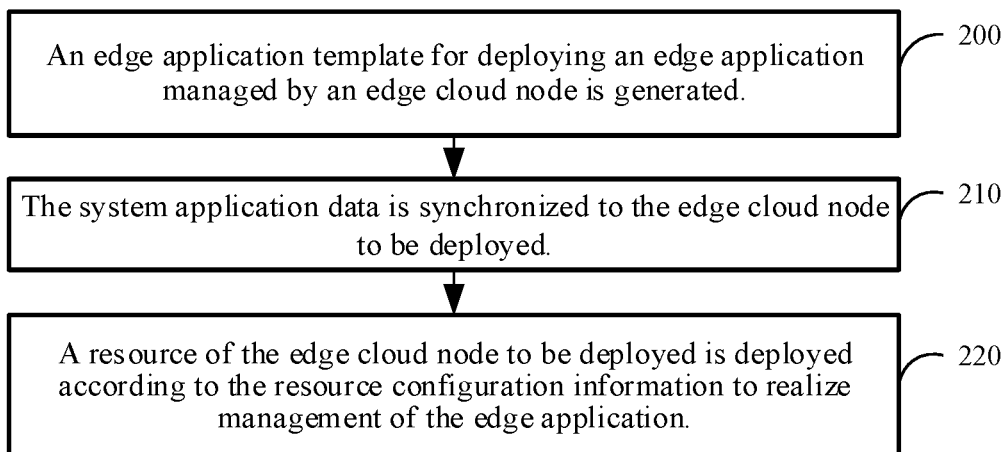 An edge application template for deploying an edge application
managed by an edge cloud node is generated.
200
The system application data is synchronized to the edge cloud node
to be deployed.
210
A resource of the edge cloud node to be deployed is deployed
according to the resource configuration information to realize
management of the edge application.
220